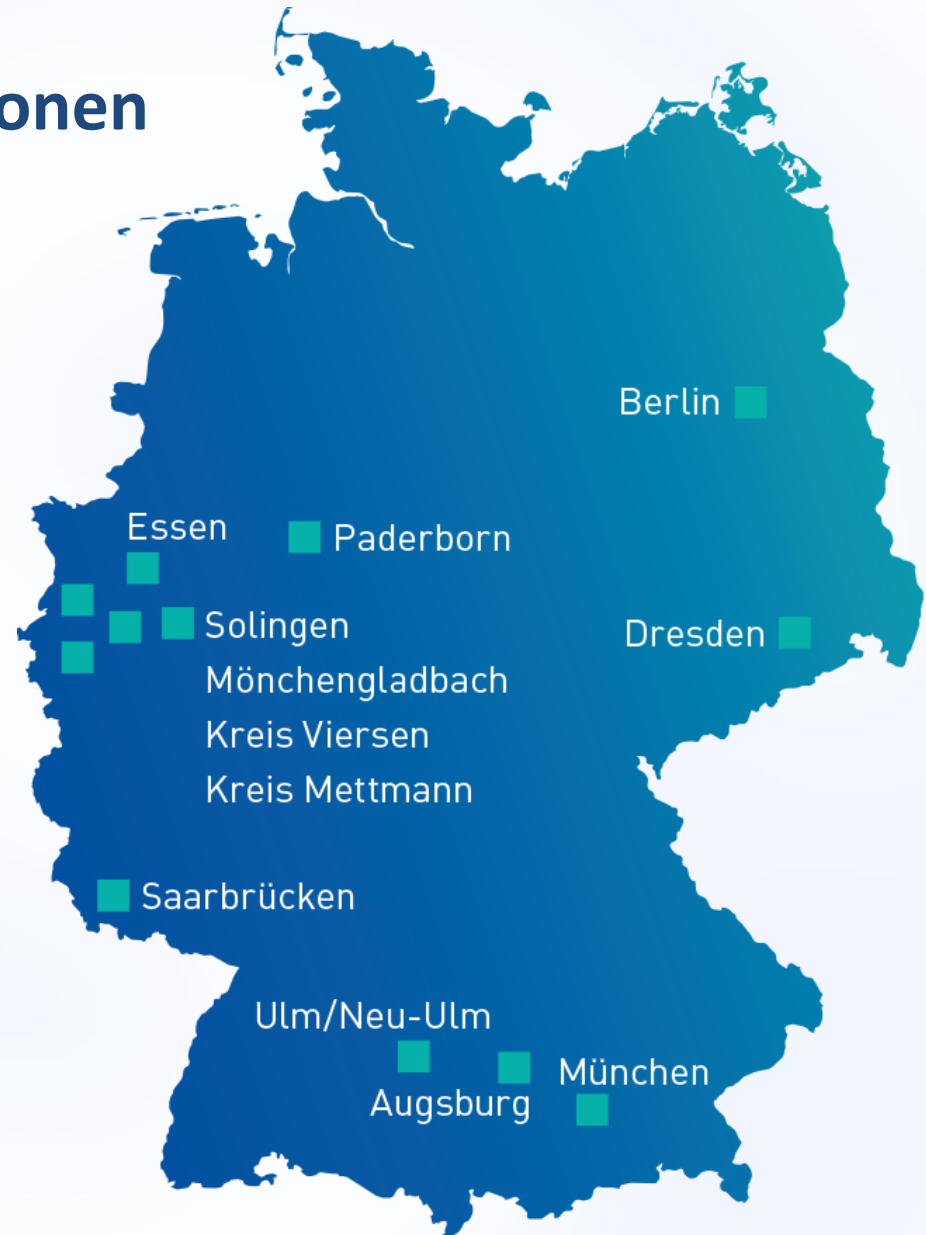 onen
Berlin
Essen
Paderborn
Solingen
Dresden
Mönchengladbach
Kreis Viersen
Kreis Mettmann
Saarbrücken
Ulm/Neu-Ulm
München
Augsburg